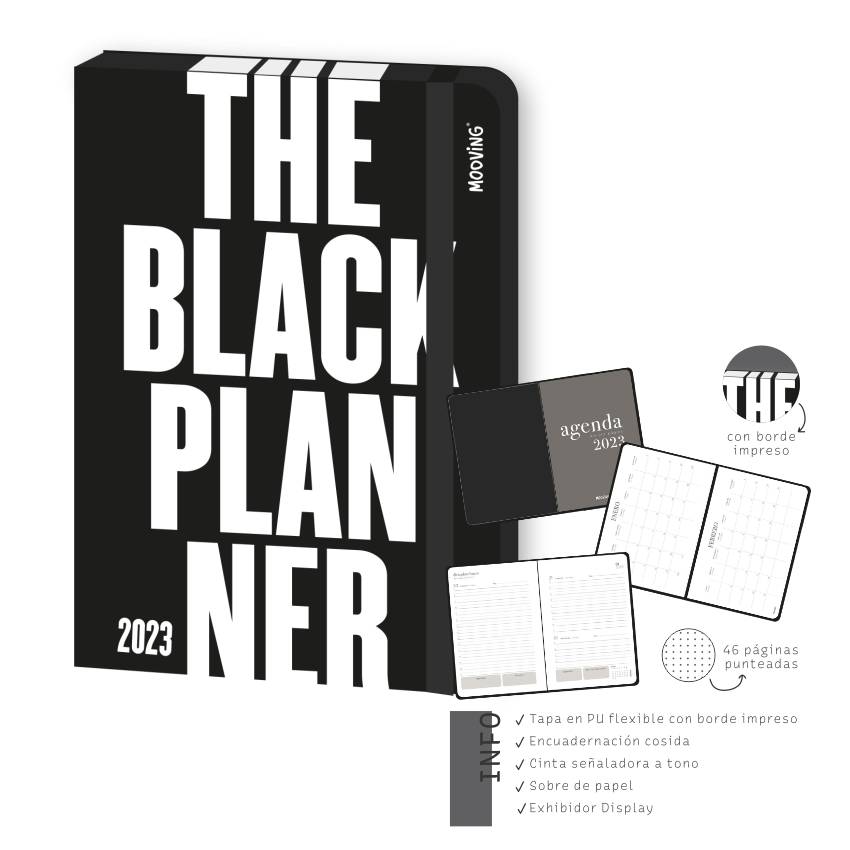 THE
BLACK
PLAN
NER
2023
MOOVING®
agenda
2023
ENERO
FEBRERO
THE
con borde
impreso
46 páginas
punteadas
INFO
✓ Tapa en PU flexible con borde impreso
✓ Encuadernación cosida
✓ Cinta señaladora a tono
✓ Sobre de papel
✓ Exhibidor Display